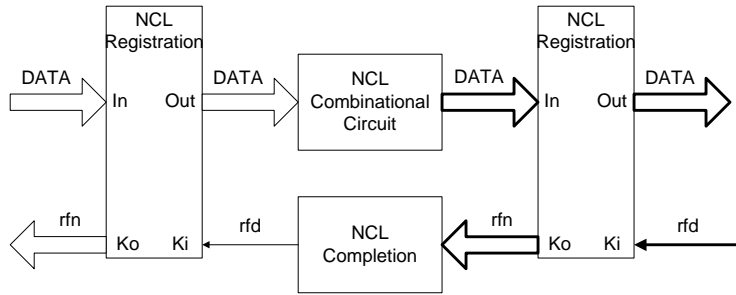 NCL
Registration
NCL
Registration
DATA
DATA
NCL
Combinational
Circuit
DATA
DATA
In
Out
In
Out
rfn
rfd
NCL
Completion
rfn
rfd
Ko
Ki
Ko
Ki